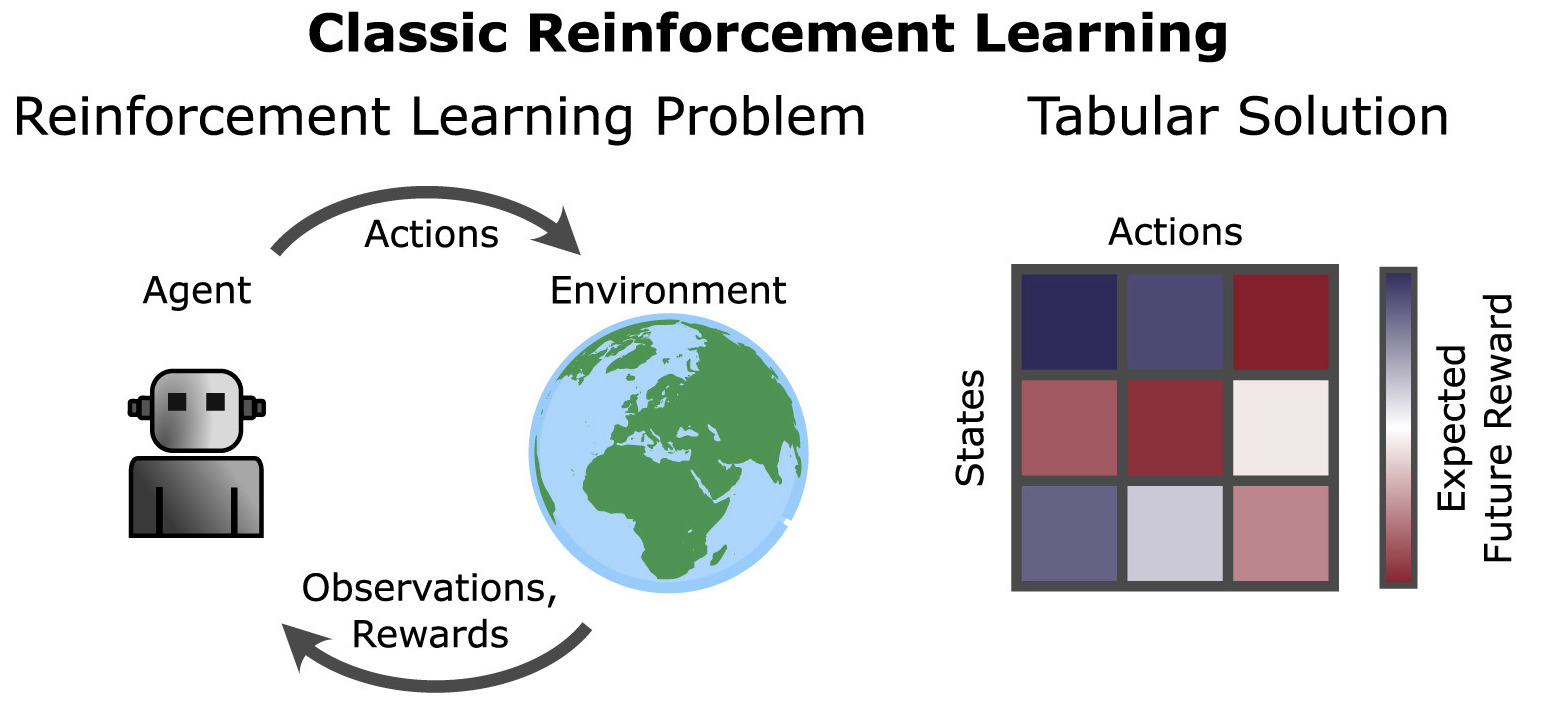 Classic Reinforcement Learning
Reinforcement Learning Problem
Actions
Agent
Environment
Observations,
Rewards
Tabular Solution
Actions
States
Expected
Future Reward